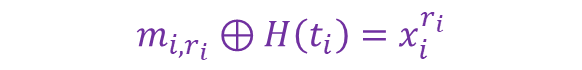 m_{i,r_i} ⊕ H(t_i) = x_i^{r_i}